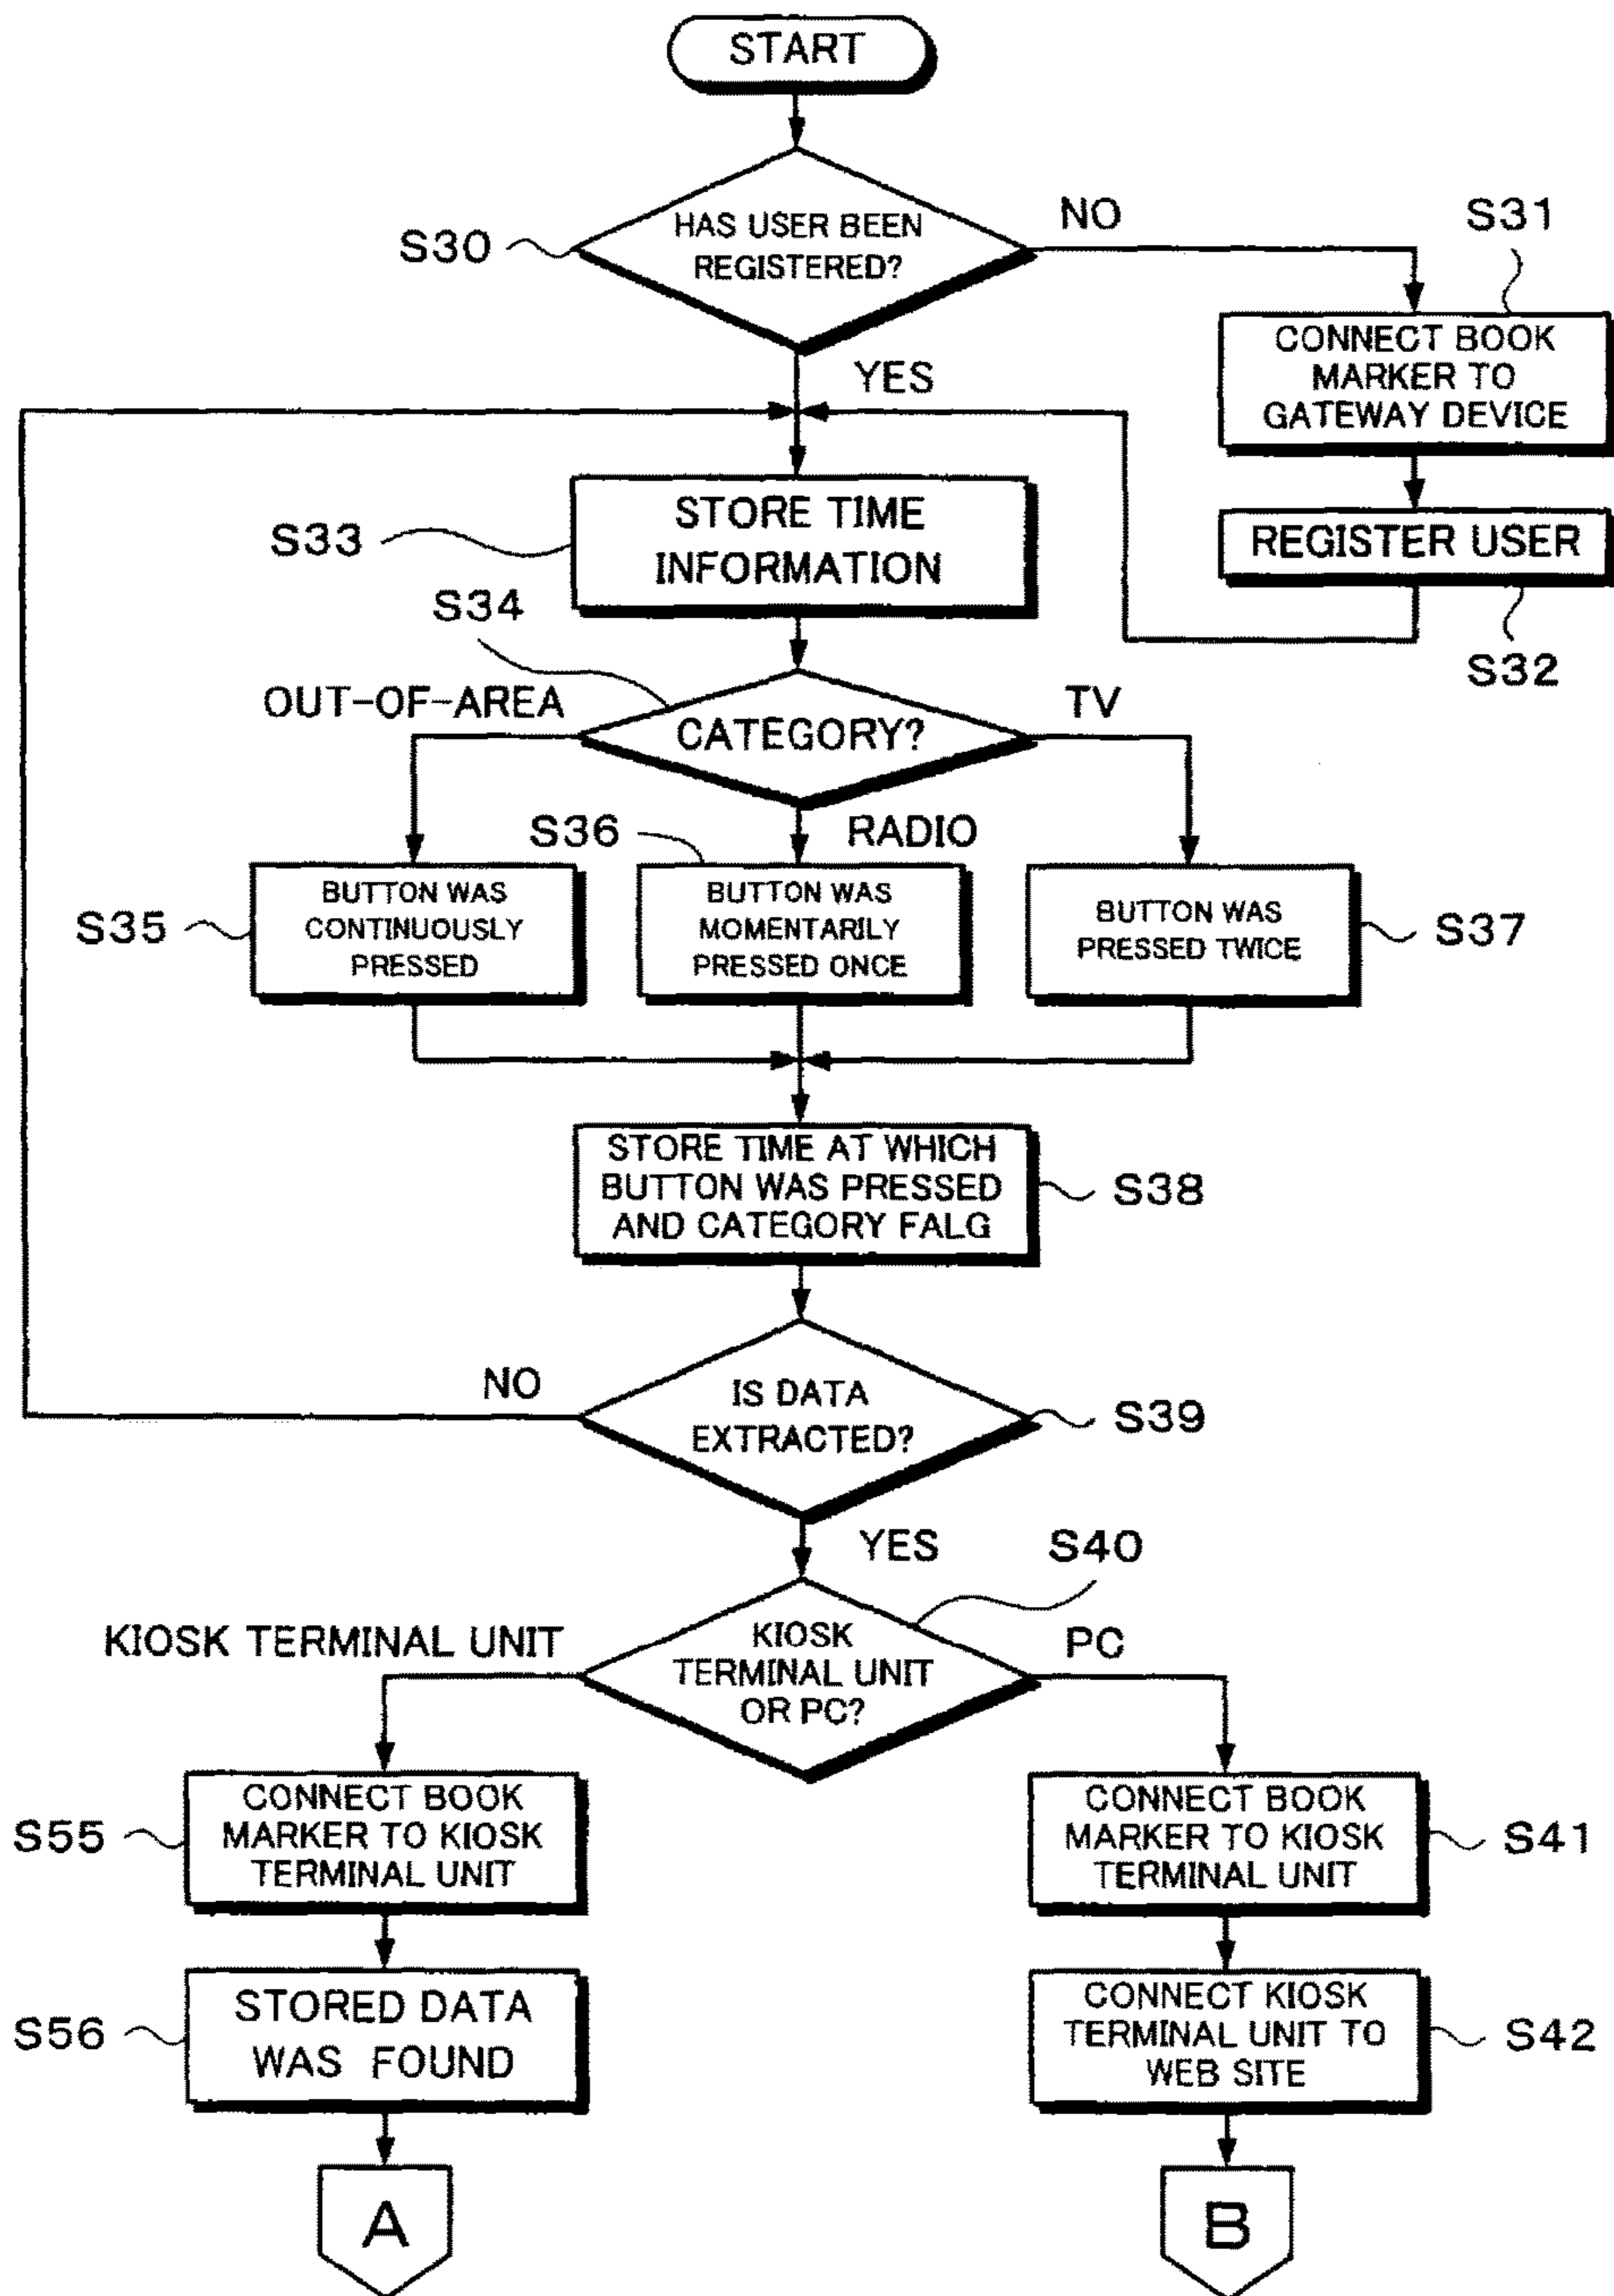 START
HAS USER BEEN
REGISTERED?
S30
NO
S31
CONNECT BOOK
MARKER TO
GATEWAY DEVICE
YES
REGISTER USER
S32
STORE TIME
INFORMATION
S33
S34
OUT-OF-AREA
CATEGORY?
TV
S36
RADIO
S35
BUTTON WAS
CONTINUOUSLY
PRESSED
BUTTON WAS
MOMENTARILY
PRESSED ONCE
BUTTON WAS
PRESSED TWICE
S37
STORE TIME AT WHICH
BUTTON WAS PRESSED
AND CATEGORY FALG
S38
NO
IS DATA
EXTRACTED?
S39
YES
S40
KIOSK TERMINAL UNIT
KIOSK
TERMINAL UNIT
OR PC?
PC
S55
CONNECT BOOK
MARKER TO KIOSK
TERMINAL UNIT
CONNECT BOOK
MARKER TO KIOSK
TERMINAL UNIT
S41
S56
STORED DATA
WAS FOUND
CONNECT KIOSK
TERMINAL UNIT TO
WEB SITE
S42
A
B